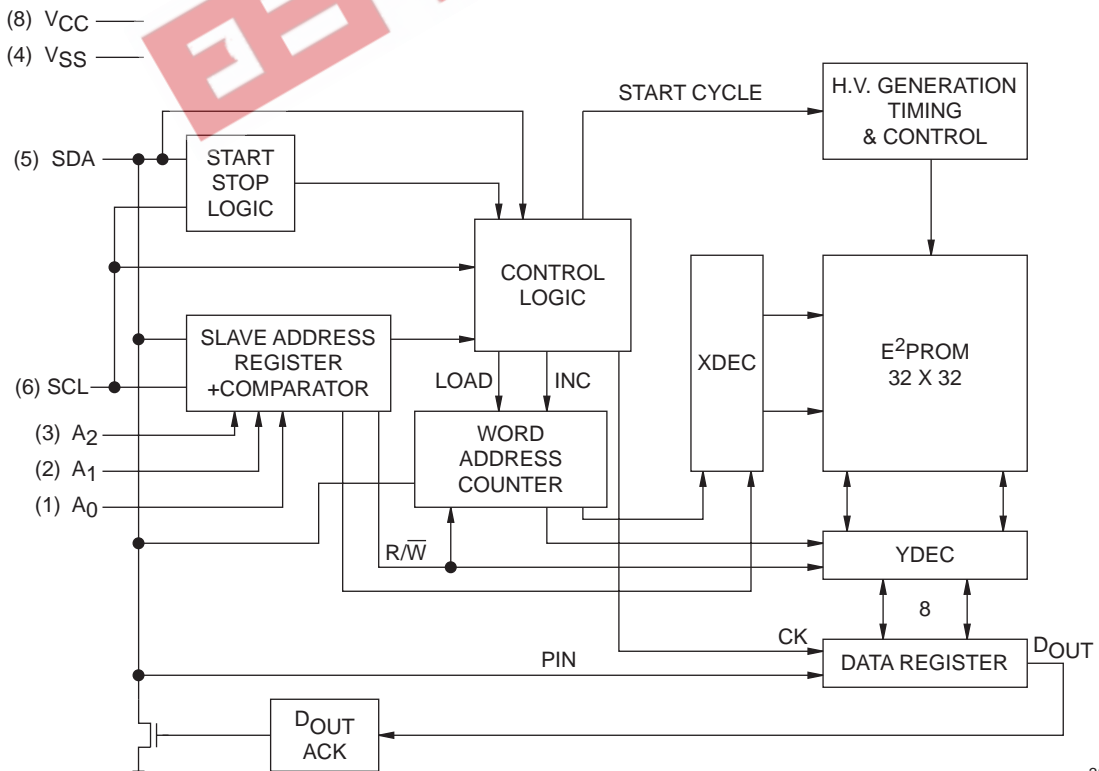 (8) VCC
(4) VSS
START CYCLE
H.V. GENERATION
TIMING
& CONTROL
(5) SDA
START
STOP
LOGIC
CONTROL
LOGIC
XDEC
E²PROM
32 X 32
SLAVE ADDRESS
REGISTER
+COMPARATOR
(6) SCL
LOAD
INC
(3) A2
(2) A1
(1) A0
WORD
ADDRESS
COUNTER
R/W̅
YDEC
8
CK
PIN
DATA REGISTER
DOUT
DOUT
ACK